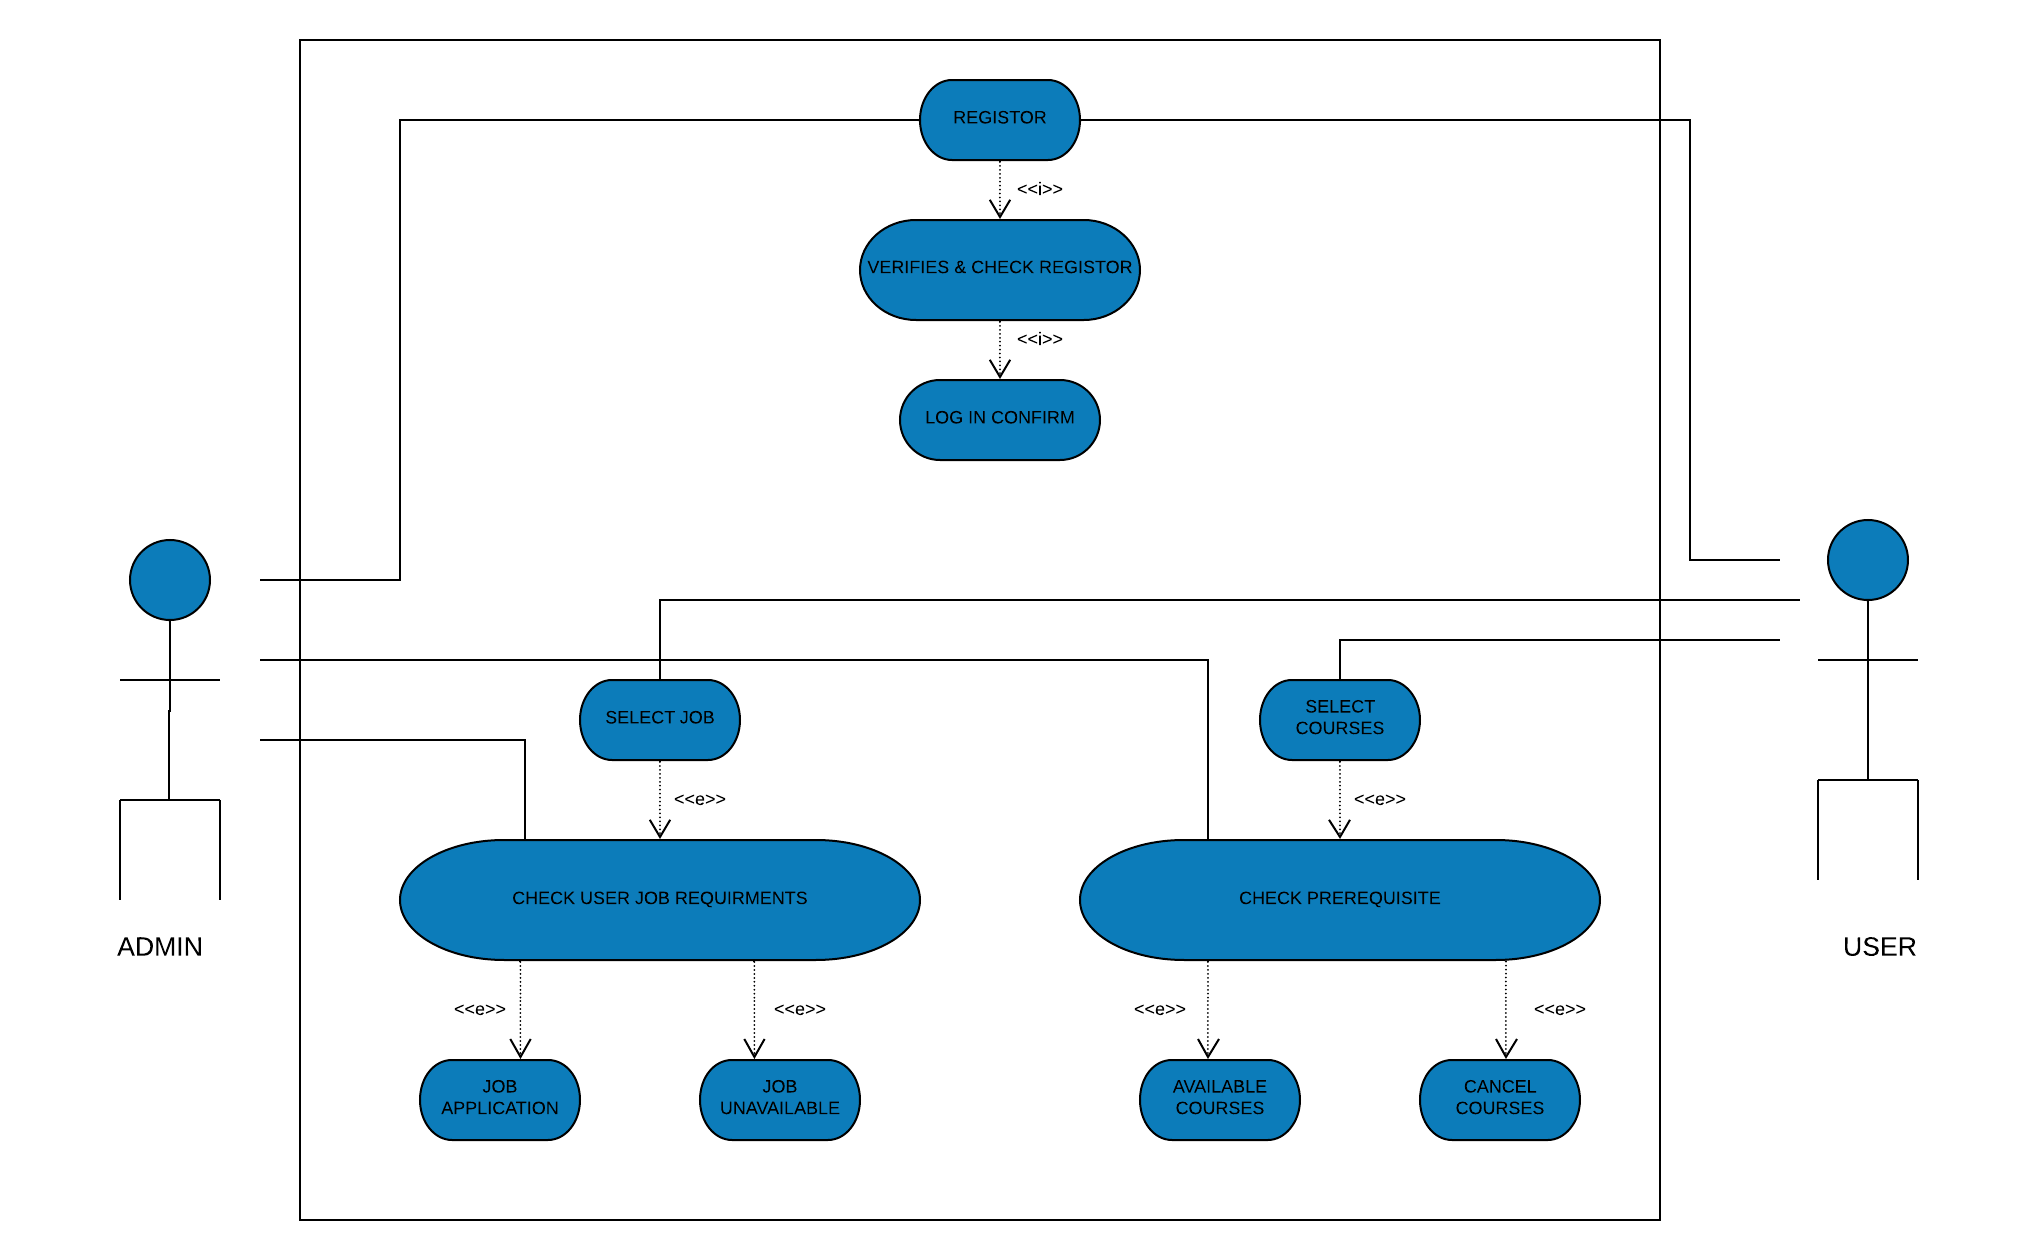 REGISTOR
<<i>>
VERIFIES & CHECK REGISTOR
<<i>>
LOG IN CONFIRM
SELECT JOB
SELECT
COURSES
<<e>>
<<e>>
CHECK USER JOB REQUIRMENTS
CHECK PREREQUISITE
ADMIN
USER
<<e>>
<<e>>
<<e>>
<<e>>
JOB
APPLICATION
JOB
UNAVAILABLE
AVAILABLE
COURSES
CANCEL
COURSES